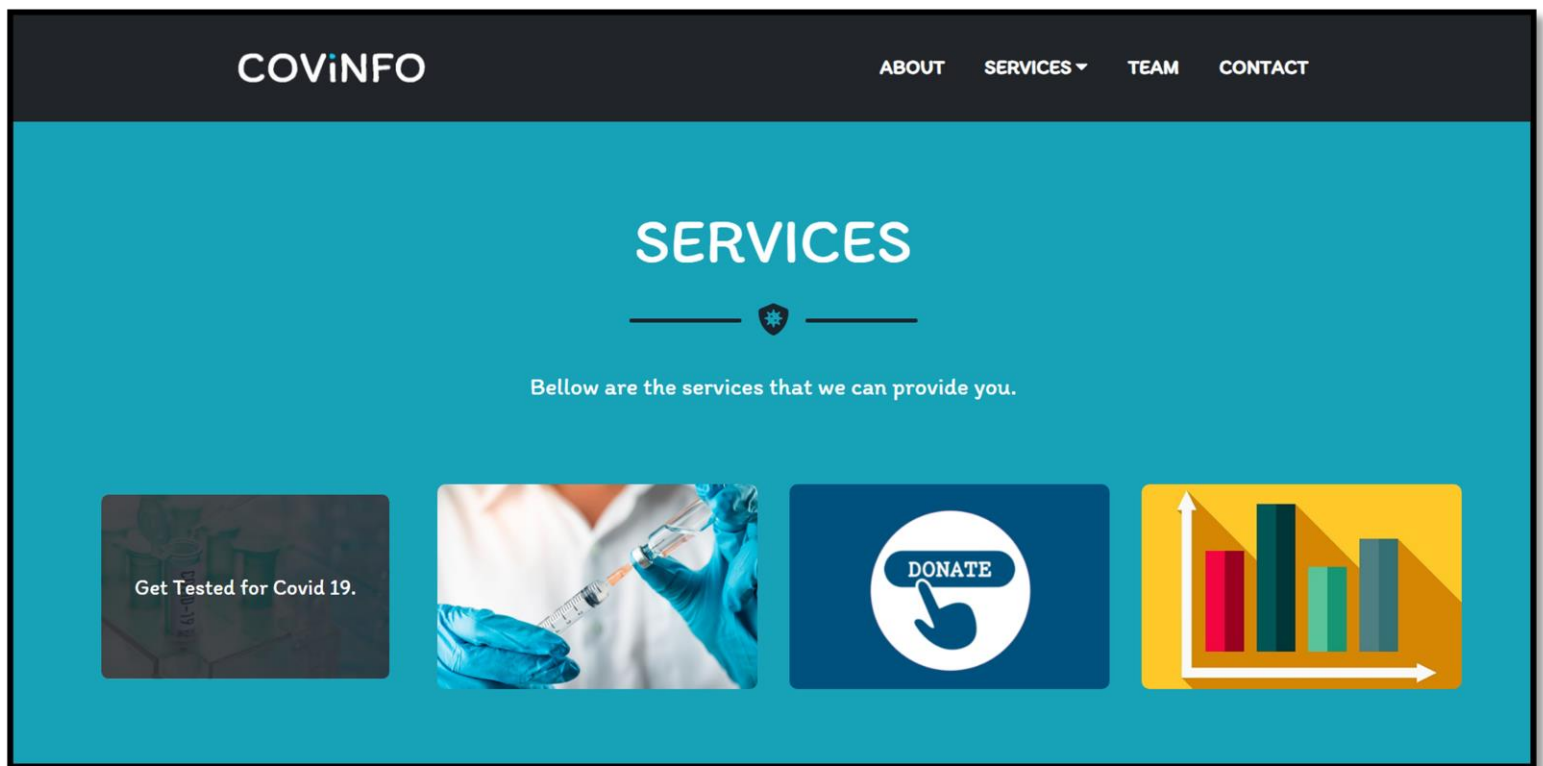 COViNFO
ABOUT SERVICES TEAM CONTACT
SERVICES
Bellow are the services that we can provide you.
Get Tested for Covid 19.
DONATE